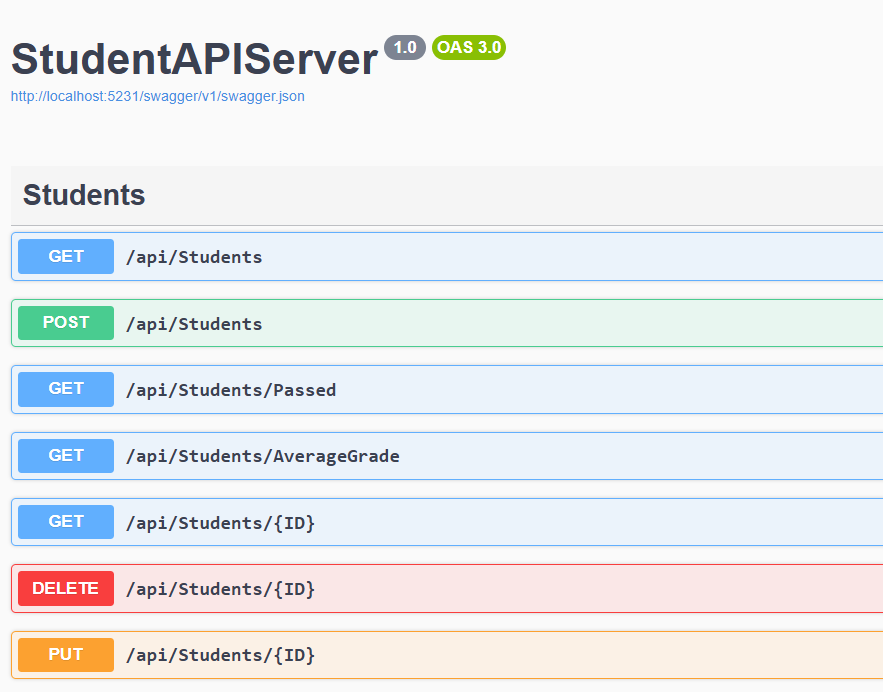 StudentAPIServer 1.0 OAS 3.0
http://localhost:5231/swagger/v1/swagger.json
Students
GET /api/Students
POST /api/Students
GET /api/Students/Passed
GET /api/Students/AverageGrade
GET /api/Students/{ID}
DELETE /api/Students/{ID}
PUT /api/Students/{ID}